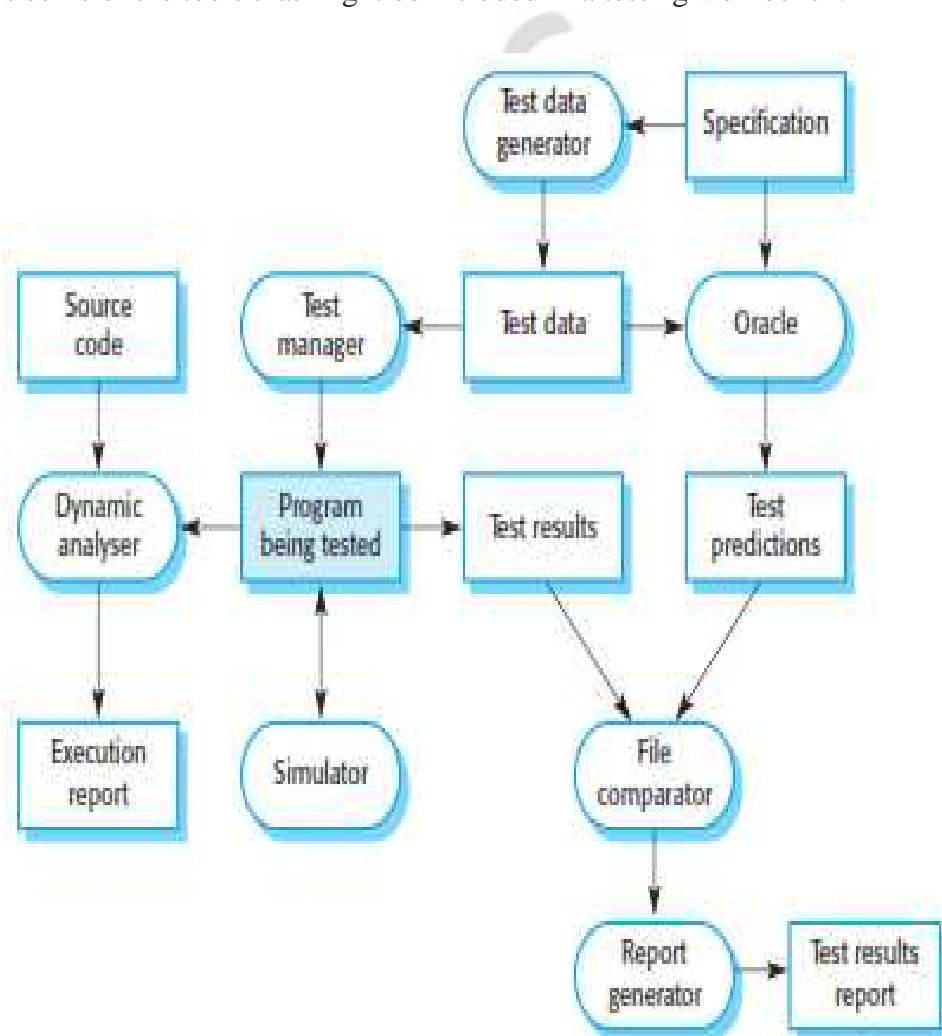 Test data
generator
Specification
Source
code
Test
manager
Test data
Oracle
Dynamic
analyser
Program
being tested
Test results
Test
predictions
Execution
report
Simulator
File
comparator
Report
generator
Test results
report